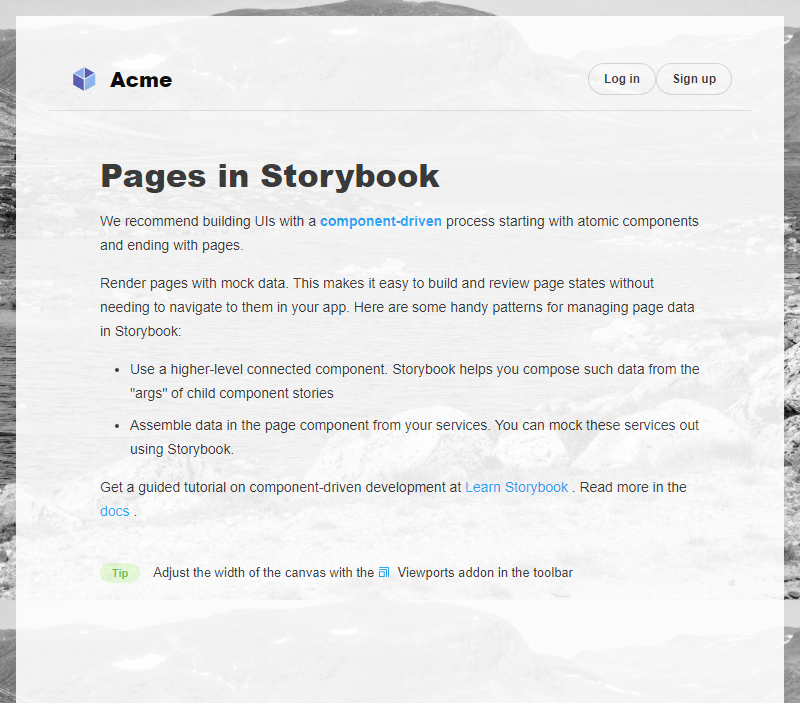 Acme
Log in
Sign up
Pages in Storybook
We recommend building UIs with a component-driven process starting with atomic components
and ending with pages.
Render pages with mock data. This makes it easy to build and review page states without
needing to navigate to them in your app. Here are some handy patterns for managing page data
in Storybook:
• Use a higher-level connected component. Storybook helps you compose such data from the
"args" of child component stories
• Assemble data in the page component from your services. You can mock these services out
using Storybook.
Get a guided tutorial on component-driven development at Learn Storybook . Read more in the
docs .
Tip Adjust the width of the canvas with the Viewports addon in the toolbar